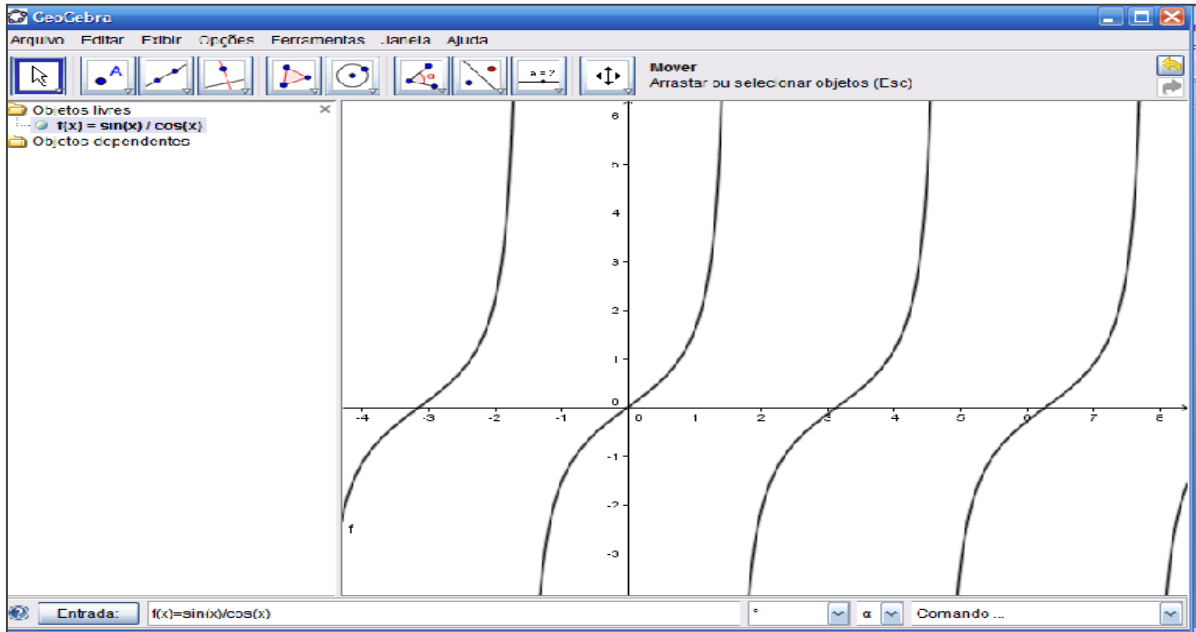 GeoGebra
Arquivo Editar Exibir Opções Ferramentas Janela Ajuda
A
a = 2
Mover
Arrastar ou selecionar objetos (Esc)
Objetos livres
f(x) = sin(x) / cos(x)
Objetos dependentes
6
5
4
3
2
1
0
-4 -3 -2 -1 0 1 2 3 4 5 6 7 8
-1
-2
f
-3
Entrada: f(x)=sin(x)/cos(x) ° α Comando ...